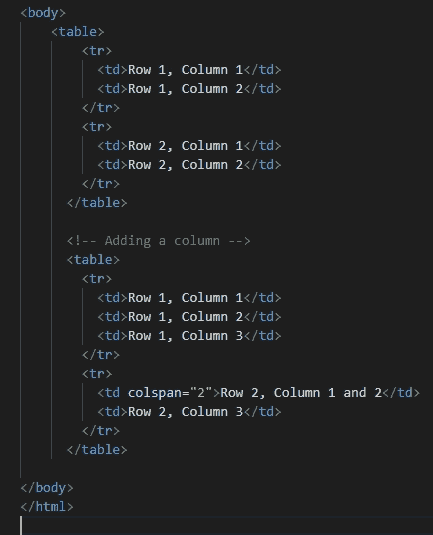 <body>
<table>
<tr>
<td>Row 1, Column 1</td>
<td>Row 1, Column 2</td>
</tr>
<tr>
<td>Row 2, Column 1</td>
<td>Row 2, Column 2</td>
</tr>
</table>
<!-- Adding a column -->
<table>
<tr>
<td>Row 1, Column 1</td>
<td>Row 1, Column 2</td>
<td>Row 1, Column 3</td>
</tr>
<tr>
<td colspan="2">Row 2, Column 1 and 2</td>
<td>Row 2, Column 3</td>
</tr>
</table>
</body>
</html>